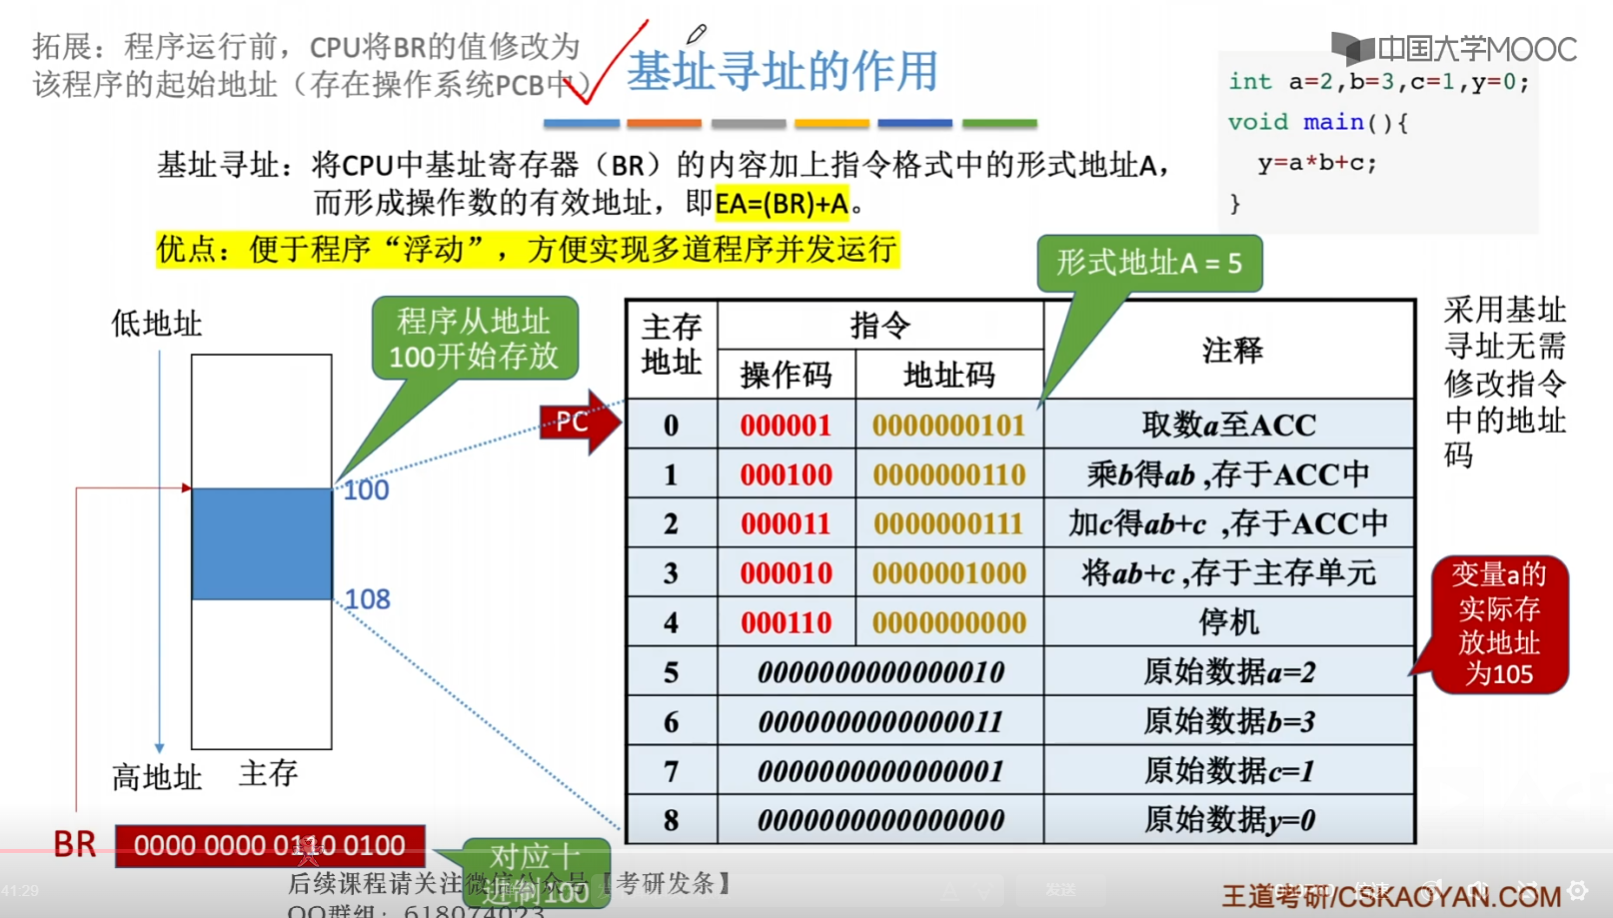 拓展：程序运行前，CPU将BR的值修改为
该程序的起始地址（存在操作系统PCB中）
基址寻址的作用
中国大学MOOC
int a=2,b=3,c=1,y=0;
void main(){
y=a*b+c;
}
基址寻址：将CPU中基址寄存器（BR）的内容加上指令格式中的形式地址A，
而形成操作数的有效地址，即EA=(BR)+A。
优点：便于程序“浮动”，方便实现多道程序并发运行
形式地址A = 5
低地址
程序从地址
100开始存放
100
108
高地址
主存
BR
0000 0000 0110 0100
对应十
进制100
PC
主存
地址
指令
注释
操作码
地址码
0 000001 0000000101 取数a至ACC
1 000100 0000000110 乘b得ab ,存于ACC中
2 000011 0000000111 加c得ab+c ,存于ACC中
3 000010 0000001000 将ab+c ,存于主存单元
4 000110 0000000000 停机
5 0000000000000010 原始数据a=2
6 0000000000000011 原始数据b=3
7 0000000000000001 原始数据c=1
8 0000000000000000 原始数据y=0
采用基址
寻址无需
修改指令
中的地址
码
变量a的
实际存
放地址
为105
41:29
后续课程请关注微信公众号【考研发条】
QQ群组：618074023
发送
倍速
王道考研/CSKAOYAN.COM